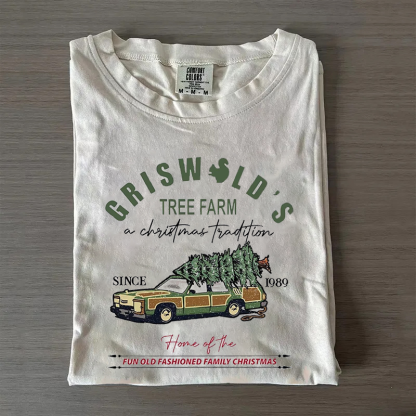 COMFORT
COLORS
M - M - M
GRISWOLD'S
TREE FARM
a christmas tradition
SINCE 1989
Home of the
FUN OLD FASHIONED FAMILY CHRISTMAS